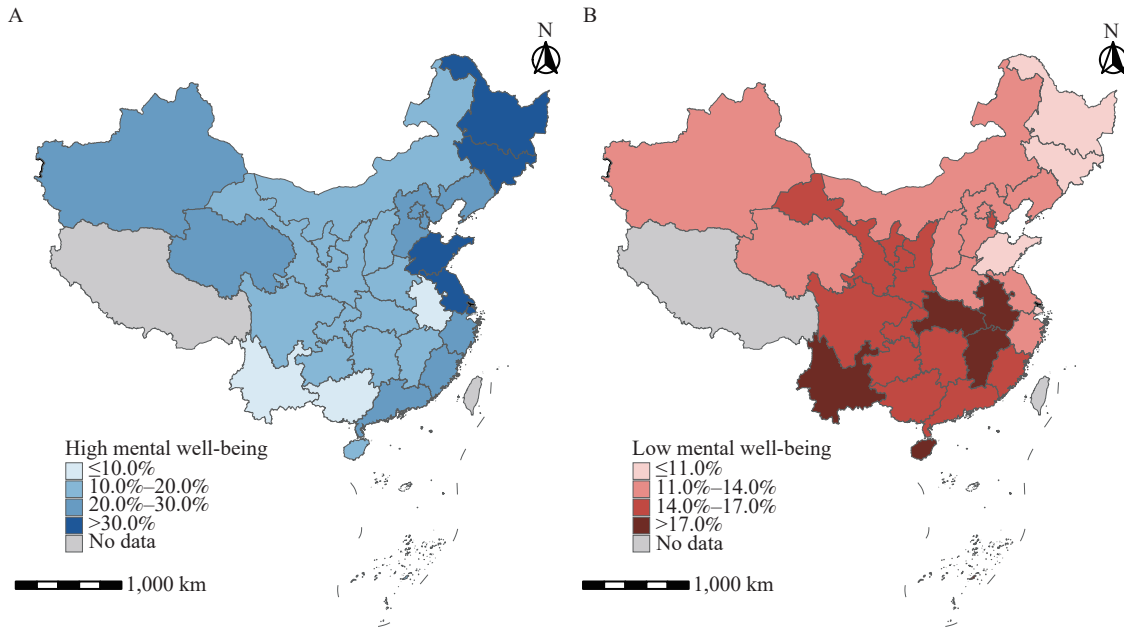 A
N
High mental well-being
≤10.0%
10.0%–20.0%
20.0%–30.0%
>30.0%
No data
1,000 km
B
N
Low mental well-being
≤11.0%
11.0%–14.0%
14.0%–17.0%
>17.0%
No data
1,000 km